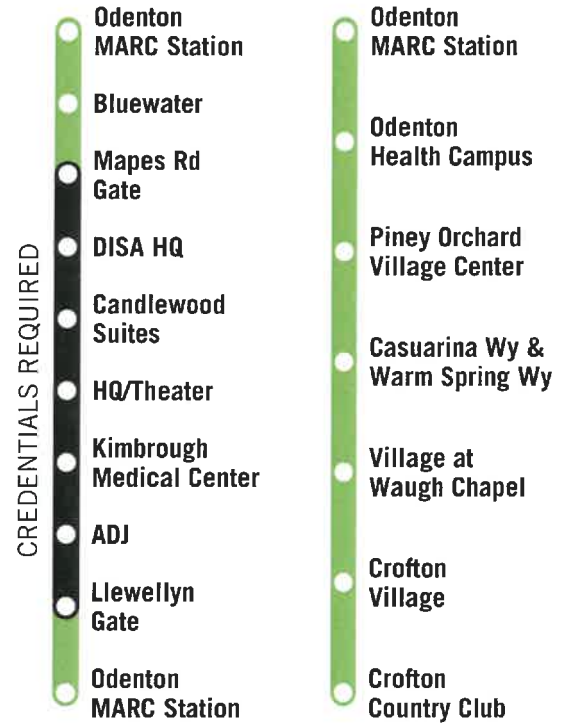 Odenton
MARC Station
Bluewater
Mapes Rd
Gate
DISA HQ
Candlewood
Suites
HQ/Theater
Kimbrough
Medical Center
ADJ
Llewellyn
Gate
Odenton
MARC Station
CREDENTIALS REQUIRED
Odenton
MARC Station
Odenton
Health Campus
Piney Orchard
Village Center
Casuarina Wy &
Warm Spring Wy
Village at
Waugh Chapel
Crofton
Village
Crofton
Country Club